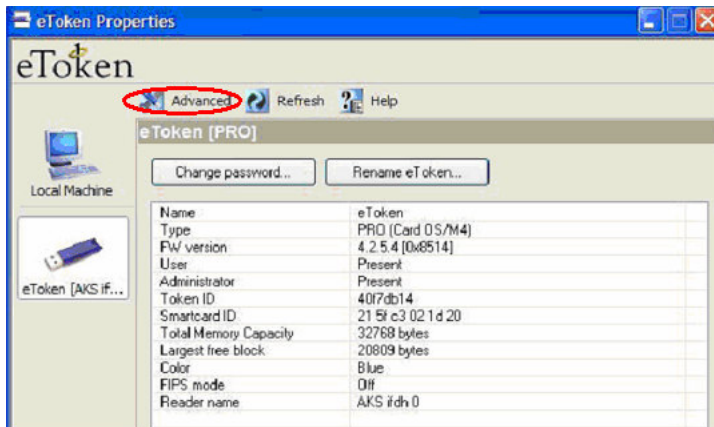 eToken Properties
eToken
Advanced Refresh Help
eToken [PRO]
Change password... Rename eToken...
Local Machine
eToken [AKS if...
Name eToken
Type PRO (Card OS/M4)
FW version 4.2.5.4 [0x8514]
User Present
Administrator Present
Token ID 40f7db14
Smartcard ID 21 5f c3 02 1d 20
Total Memory Capacity 32768 bytes
Largest free block 20809 bytes
Color Blue
FIPS mode Off
Reader name AKS ifdh 0